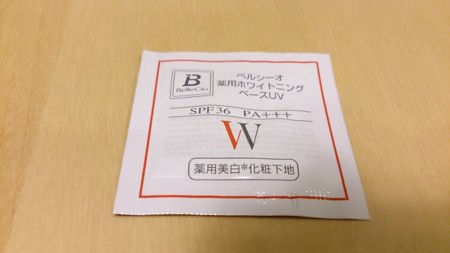 B
BelleCio
ベルシーオ
薬用ホワイトニング
ベースUV
SPF36 PA+++
W
薬用美白*化粧下地